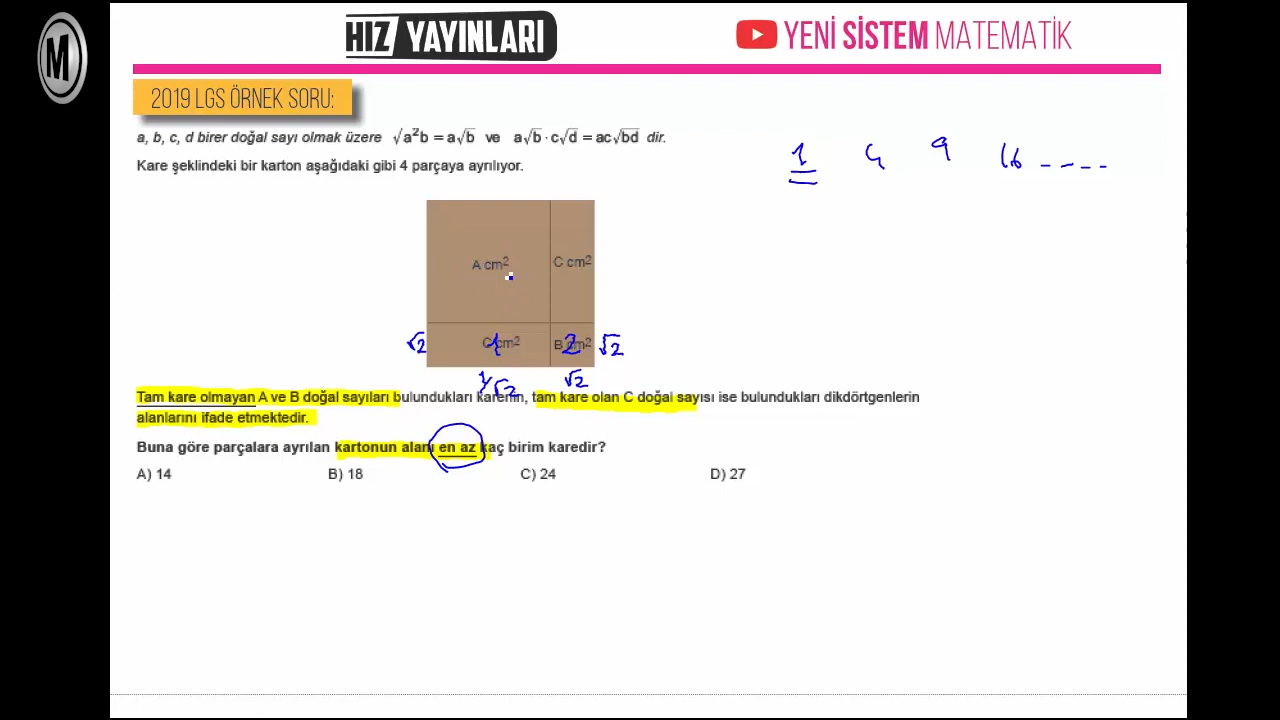 M
HIZ YAYINLARI
YENİ SİSTEM MATEMATİK
2019 LGS ÖRNEK SORU:
a, b, c, d birer doğal sayı olmak üzere √a²b = a√b ve a√b · c√d = ac√bd dir.
Kare şeklindeki bir karton aşağıdaki gibi 4 parçaya ayrılıyor.
1 4 9 16 ----
A cm² C cm²
√2 C cm² 1 B cm² 2 √2
1/√2 √2
Tam kare olmayan A ve B doğal sayıları bulundukları karenin, tam kare olan C doğal sayısı ise bulundukları dikdörtgenlerin
alanlarını ifade etmektedir.
Buna göre parçalara ayrılan kartonun alanı en az kaç birim karedir?
A) 14 B) 18 C) 24 D) 27